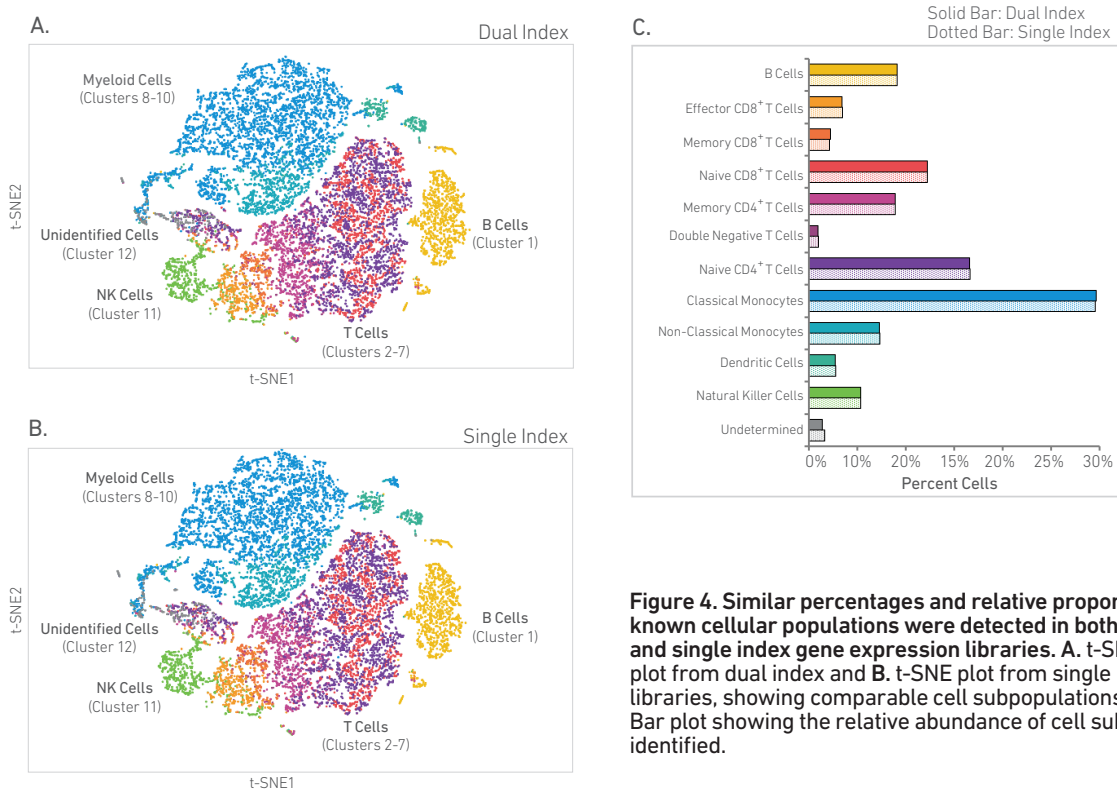 A.
Dual Index
Myeloid Cells
(Clusters 8-10)
Unidentified Cells
(Cluster 12)
NK Cells
(Cluster 11)
B Cells
(Cluster 1)
T Cells
(Clusters 2-7)
t-SNE2
t-SNE1
B.
Single Index
Myeloid Cells
(Clusters 8-10)
Unidentified Cells
(Cluster 12)
NK Cells
(Cluster 11)
B Cells
(Cluster 1)
T Cells
(Clusters 2-7)
t-SNE2
t-SNE1
C.
Solid Bar: Dual Index
Dotted Bar: Single Index
B Cells
Effector CD8+ T Cells
Memory CD8+ T Cells
Naive CD8+ T Cells
Memory CD4+ T Cells
Double Negative T Cells
Naive CD4+ T Cells
Classical Monocytes
Non-Classical Monocytes
Dendritic Cells
Natural Killer Cells
Undetermined
0% 10% 20% 10% 20% 25% 30%
Percent Cells
Figure 4. Similar percentages and relative
known cellular populations were detected in both
and single index gene expression libraries. A.
plot from dual index and B. t-SNE plot from single
libraries, showing comparable cell subpopulations
Bar plot showing the relative abundance of cell
identified.